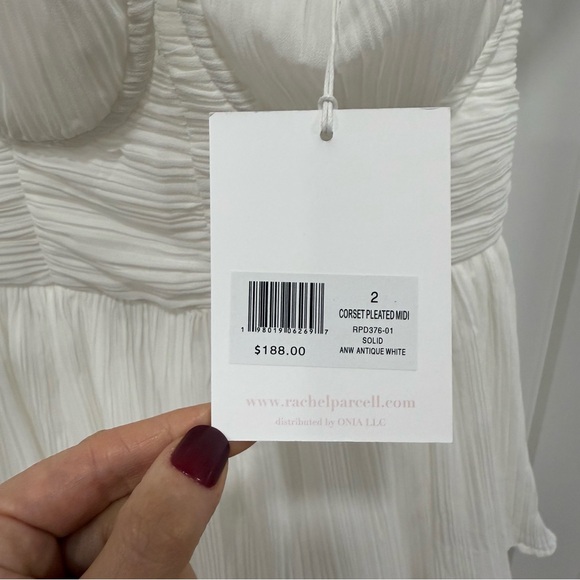 2
CORSET PLEATED MIDI
RPD376-01
SOLID
ANW ANTIQUE WHITE
1 98019 06269 7
$188.00
www.rachelparcell.com
distributed by ONIA LLC